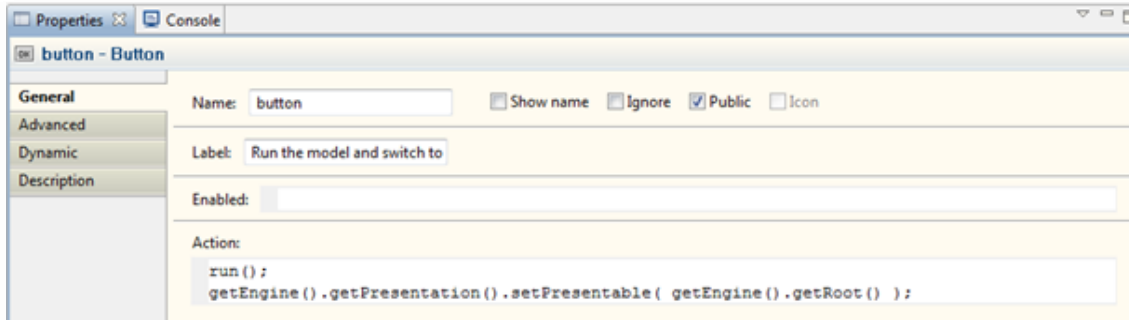 Properties Console
button - Button
General
Name: button Show name Ignore Public Icon
Advanced
Dynamic
Label: Run the model and switch to
Description
Enabled:
Action:
run();
getEngine().getPresentation().setPresentable( getEngine().getRoot() );